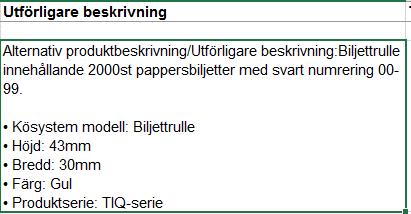 Utförligare beskrivning
Alternativ produktbeskrivning/Utförligare beskrivning:Biljettrulle
innehållande 2000st pappersbiljetter med svart numrering 00-
99.
• Kösystem modell: Biljettrulle
• Höjd: 43mm
• Bredd: 30mm
• Färg: Gul
• Produktserie: TIQ-serie